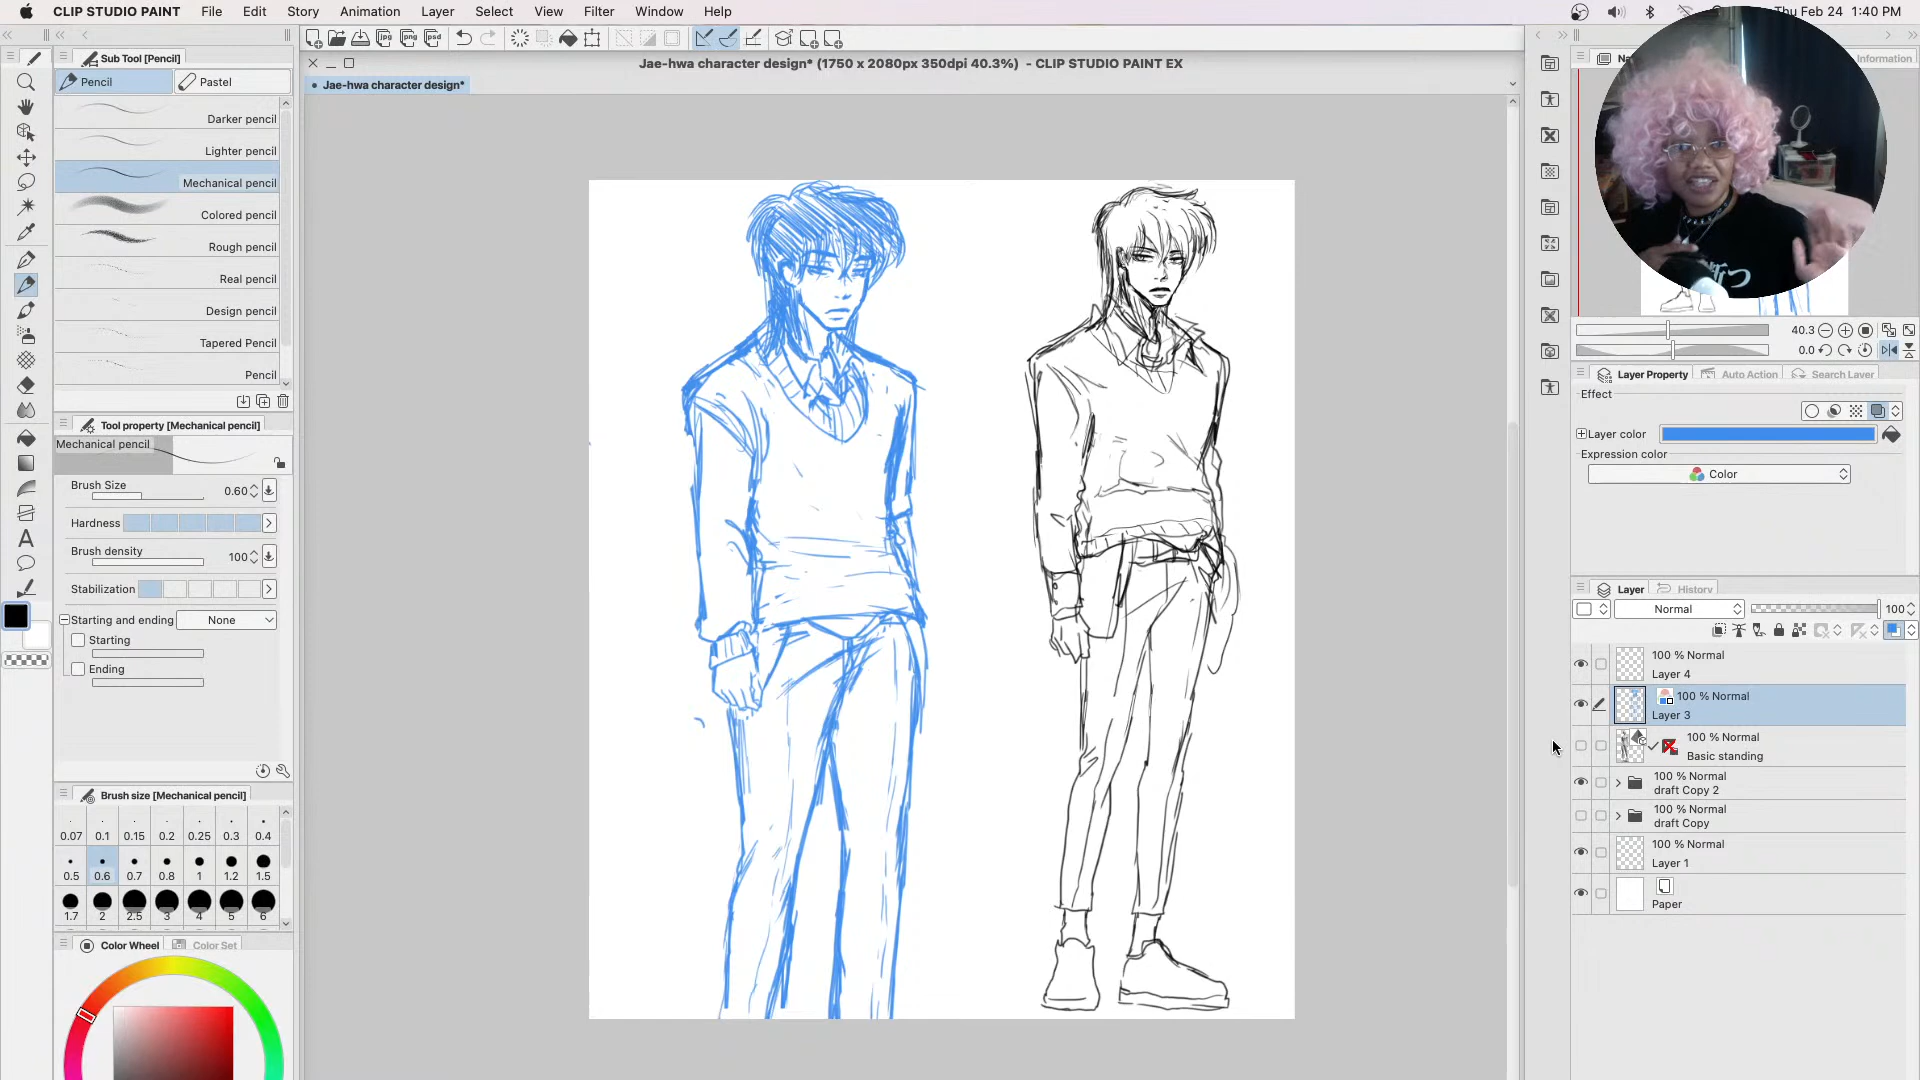 CLIP STUDIO PAINT File Edit Story Animation Layer Select View Filter Window Help
Thu Feb 24 1:40 PM
Sub Tool [Pencil]
Jae-hwa character design* (1750 x 2080px 350dpi 40.3%) - CLIP STUDIO PAINT EX
Information
Pencil Pastel
Jae-hwa character design*
Darker pencil
Lighter pencil
Mechanical pencil
Colored pencil
Rough pencil
Real pencil
Design pencil
Tapered Pencil
Pencil
40.3
0.0
Layer Property Auto Action Search Layer
Effect
Layer color
Expression color
Color
Tool property [Mechanical pencil]
Mechanical pencil
Brush Size 0.60
Hardness
Brush density 100
Stabilization
Starting and ending None
Starting
Ending
Layer History
Normal 100
100 % Normal
Layer 4
100 % Normal
Layer 3
100 % Normal
Basic standing
100 % Normal
draft Copy 2
100 % Normal
draft Copy
100 % Normal
Layer 1
Paper
Brush size [Mechanical pencil]
0.07 0.1 0.15 0.2 0.25 0.3 0.4
0.5 0.6 0.7 0.8 1 1.2 1.5
1.7 2 2.5 3 4 5 6
Color Wheel Color Set